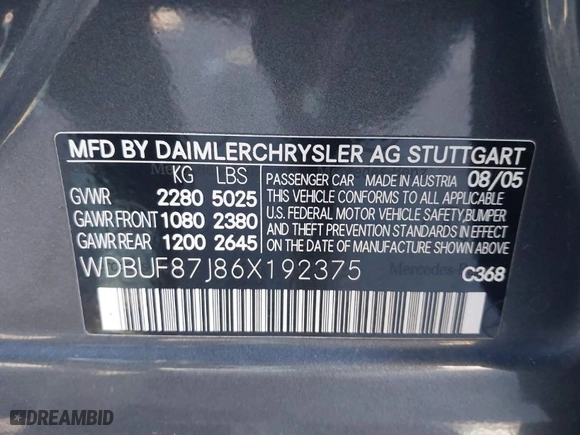 MFD BY DAIMLERCHRYSLER AG STUTTGART
KG LBS
GVWR 2280 5025
GAWR FRONT 1080 2380
GAWR REAR 1200 2645
PASSENGER CAR MADE IN AUSTRIA 08/05
THIS VEHICLE CONFORMS TO ALL APPLICABLE
U.S. FEDERAL MOTOR VEHICLE SAFETY, BUMPER
AND THEFT PREVENTION STANDARDS IN EFFECT
ON THE DATE OF MANUFACTURE SHOWN ABOVE.
WDBUF87J86X192375 C368
DREAMBID